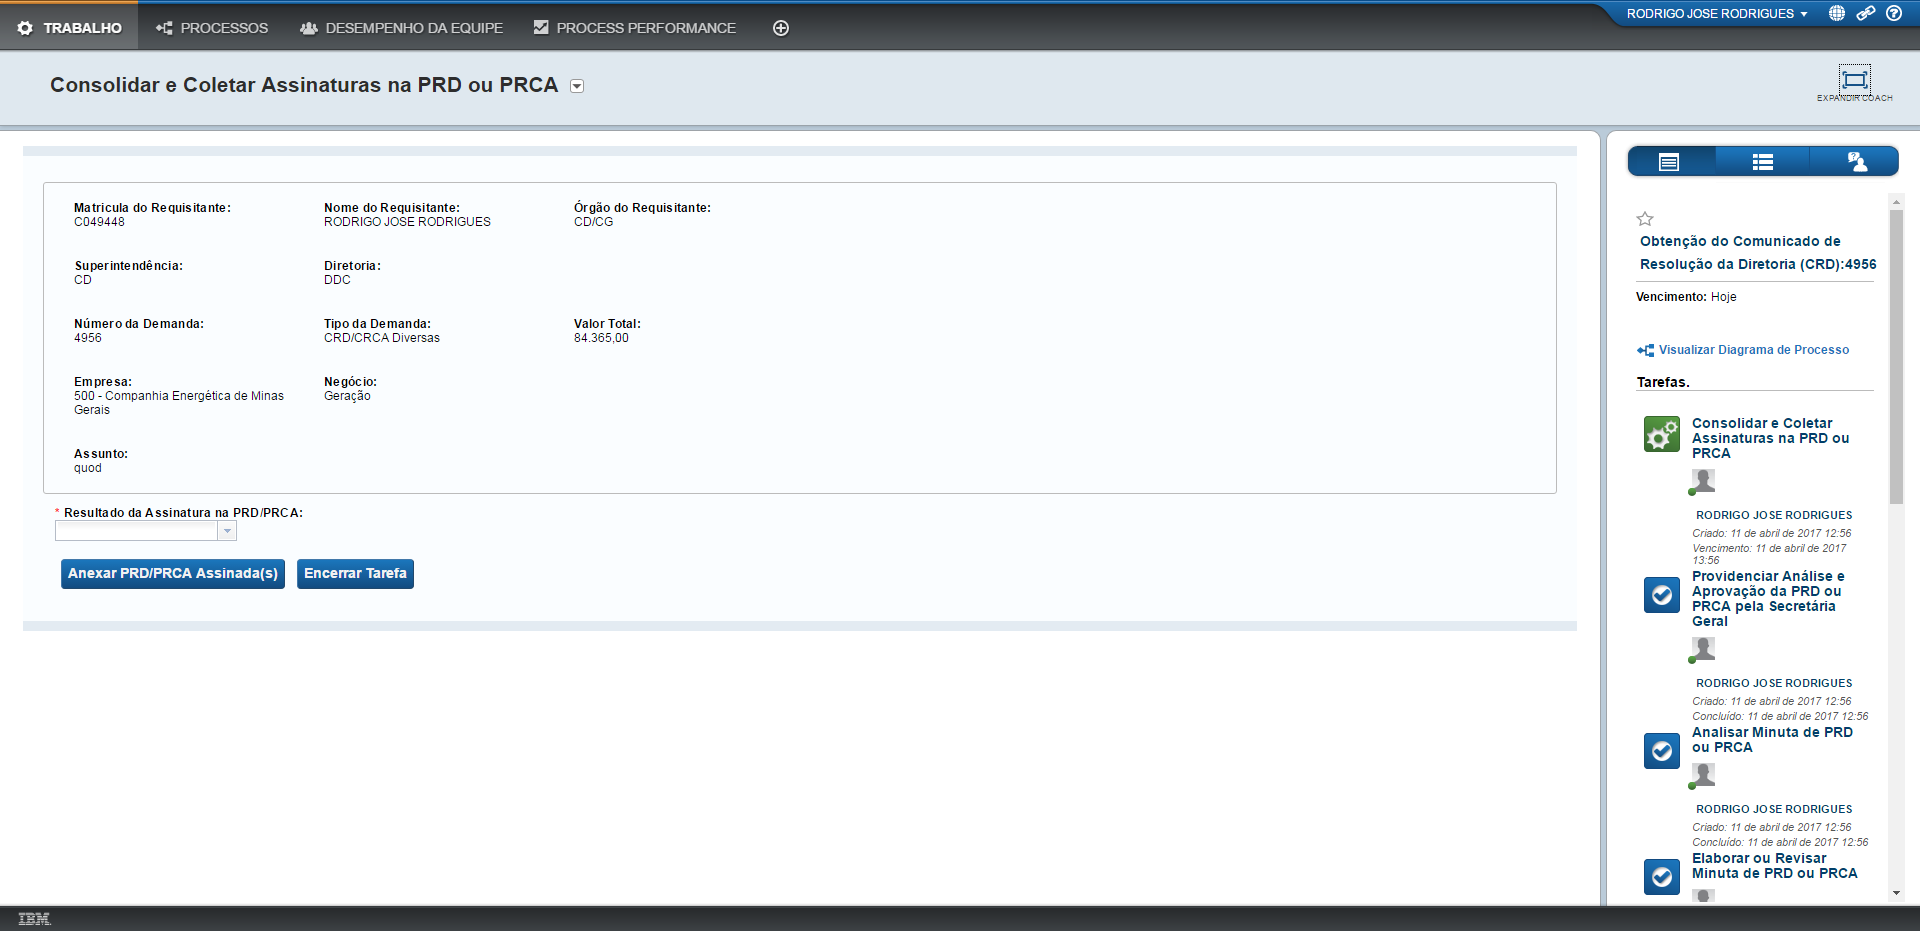 TRABALHO PROCESSOS DESEMPENHO DA EQUIPE PROCESS PERFORMANCE
RODRIGO JOSE RODRIGUES
Consolidar e Coletar Assinaturas na PRD ou PRCA
EXPANDIR COACH
Matricula do Requisitante: Nome do Requisitante: Órgão do Requisitante:
C049448 RODRIGO JOSE RODRIGUES CD/CG
Superintendência: Diretoria:
CD DDC
Número da Demanda: Tipo da Demanda: Valor Total:
4956 CRD/CRCA Diversas 84.365,00
Empresa: Negócio:
500 - Companhia Energética de Minas Geração
Gerais
Assunto:
quod
* Resultado da Assinatura na PRD/PRCA:
Anexar PRD/PRCA Assinada(s) Encerrar Tarefa
Obtenção do Comunicado de
Resolução da Diretoria (CRD):4956
Vencimento: Hoje
Visualizar Diagrama de Processo
Tarefas.
Consolidar e Coletar
Assinaturas na PRD ou
PRCA
RODRIGO JOSE RODRIGUES
Criado: 11 de abril de 2017 12:56
Vencimento: 11 de abril de 2017
13:56
Providenciar Análise e
Aprovação da PRD ou
PRCA pela Secretária
Geral
RODRIGO JOSE RODRIGUES
Criado: 11 de abril de 2017 12:56
Concluído: 11 de abril de 2017 12:56
Analisar Minuta de PRD
ou PRCA
RODRIGO JOSE RODRIGUES
Criado: 11 de abril de 2017 12:56
Concluído: 11 de abril de 2017 12:56
Elaborar ou Revisar
Minuta de PRD ou PRCA
IBM